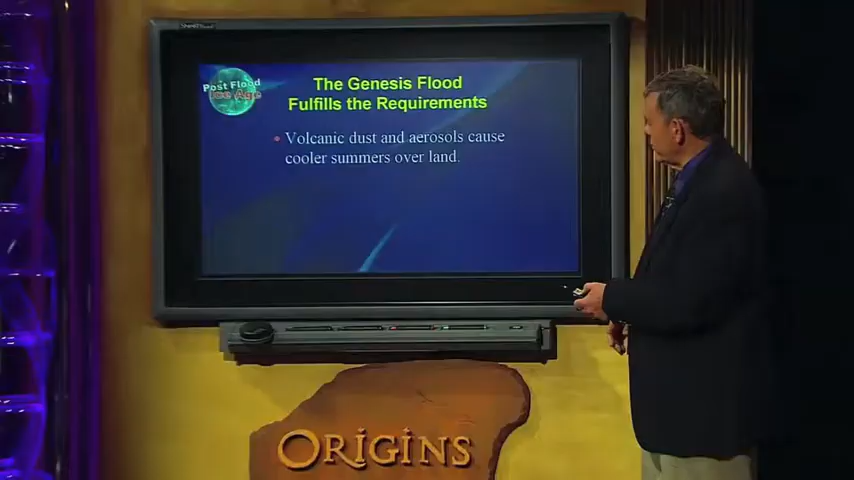 Post Flood
Ice Age
The Genesis Flood
Fulfills the Requirements
Volcanic dust and aerosols cause
cooler summers over land.
ORIGINS